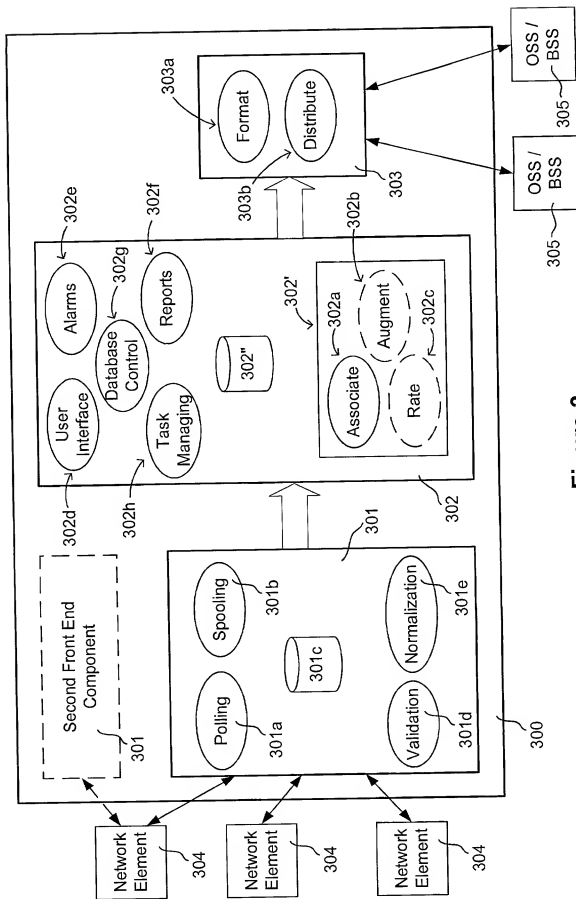 Network
Element
304
Network
Element
304
Network
Element
304
Second Front End
Component
301
Polling
301a
Spooling
301b
301c
Validation
301d
Normalization
301e
301
300
User
Interface
302d
Alarms
302e
Database
Control
302g
Reports
302f
Task
Managing
302h
302"
302'
Associate
302a
Augment
302b
Rate
302c
302
Format
303a
Distribute
303b
303
OSS /
BSS
305
OSS /
BSS
305